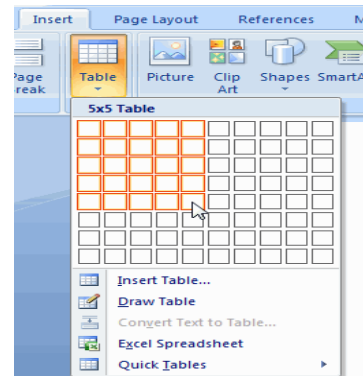 Insert Page Layout References M
Page Break Table Picture Clip Art Shapes SmartA
5x5 Table
Insert Table...
Draw Table
Convert Text to Table...
Excel Spreadsheet
Quick Tables